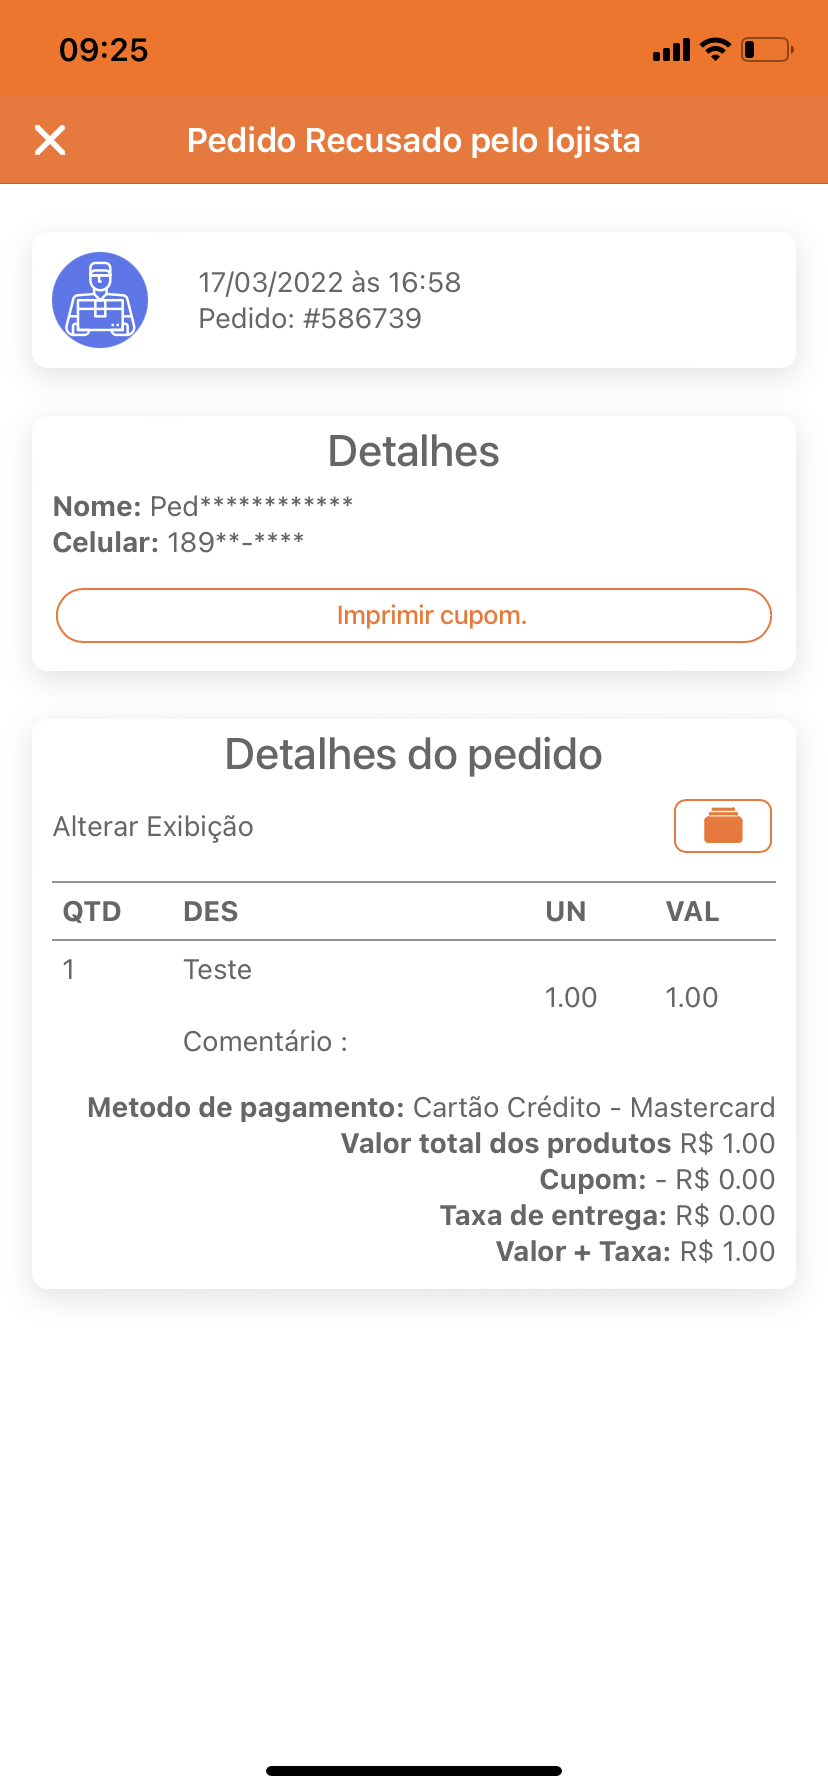 09:25
Pedido Recusado pelo lojista
17/03/2022 às 16:58
Pedido: #586739
Detalhes
Nome: Ped************
Celular: 189**-****
Imprimir cupom.
Detalhes do pedido
Alterar Exibição
QTD DES UN VAL
1 Teste
1.00 1.00
Comentário :
Metodo de pagamento: Cartão Crédito - Mastercard
Valor total dos produtos R$ 1.00
Cupom: - R$ 0.00
Taxa de entrega: R$ 0.00
Valor + Taxa: R$ 1.00